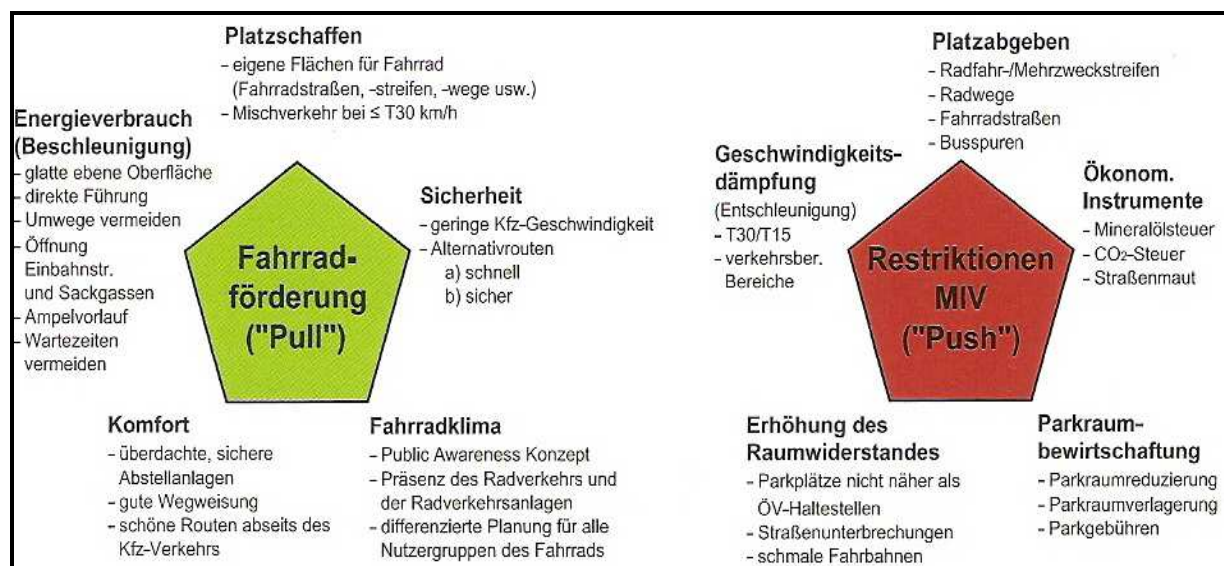 Platzschaffen
- eigene Flächen für Fahrrad
(Fahrradstraßen, -streifen, -wege usw.)
- Mischverkehr bei ≤ T30 km/h
Energieverbrauch
(Beschleunigung)
- glatte ebene Oberfläche
- direkte Führung
- Umwege vermeiden
- Öffnung
Einbahnstr.
und Sackgassen
- Ampelvorlauf
- Wartezeiten
vermeiden
Sicherheit
- geringe Kfz-Geschwindigkeit
- Alternativrouten
a) schnell
b) sicher
Fahrrad-
förderung
("Pull")
Komfort
- überdachte, sichere
Abstellanlagen
- gute Wegweisung
- schöne Routen abseits des
Kfz-Verkehrs
Fahrradklima
- Public Awareness Konzept
- Präsenz des Radverkehrs und
der Radverkehrsanlagen
- differenzierte Planung für alle
Nutzergruppen des Fahrrads
Platzabgeben
- Radfahr-/Mehrzweckstreifen
- Radwege
- Fahrradstraßen
- Busspuren
Geschwindigkeits-
dämpfung
(Entschleunigung)
- T30/T15
- verkehrsber.
Bereiche
Ökonom.
Instrumente
- Mineralölsteuer
- CO₂-Steuer
- Straßenmaut
Restriktionen
MIV
("Push")
Erhöhung des
Raumwiderstandes
- Parkplätze nicht näher als
ÖV-Haltestellen
- Straßenunterbrechungen
- schmale Fahrbahnen
Parkraum-
bewirtschaftung
- Parkraumreduzierung
- Parkraumverlagerung
- Parkgebühren